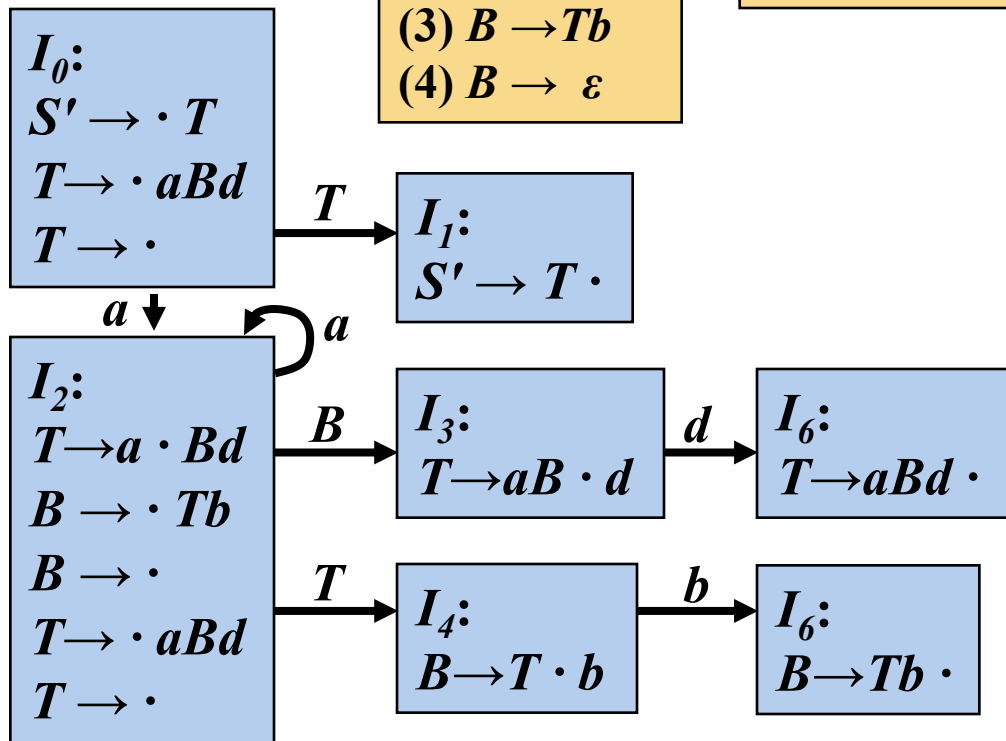 (3) B → Tb
(4) B → ε
I₀:
S' → · T
T → · aBd
T → ·
T
I₁:
S' → T ·
a
a
I₂:
T → a · Bd
B → · Tb
B → ·
T → · aBd
T → ·
B
I₃:
T → aB · d
d
I₆:
T → aBd ·
T
I₄:
B → T · b
b
I₆:
B → Tb ·